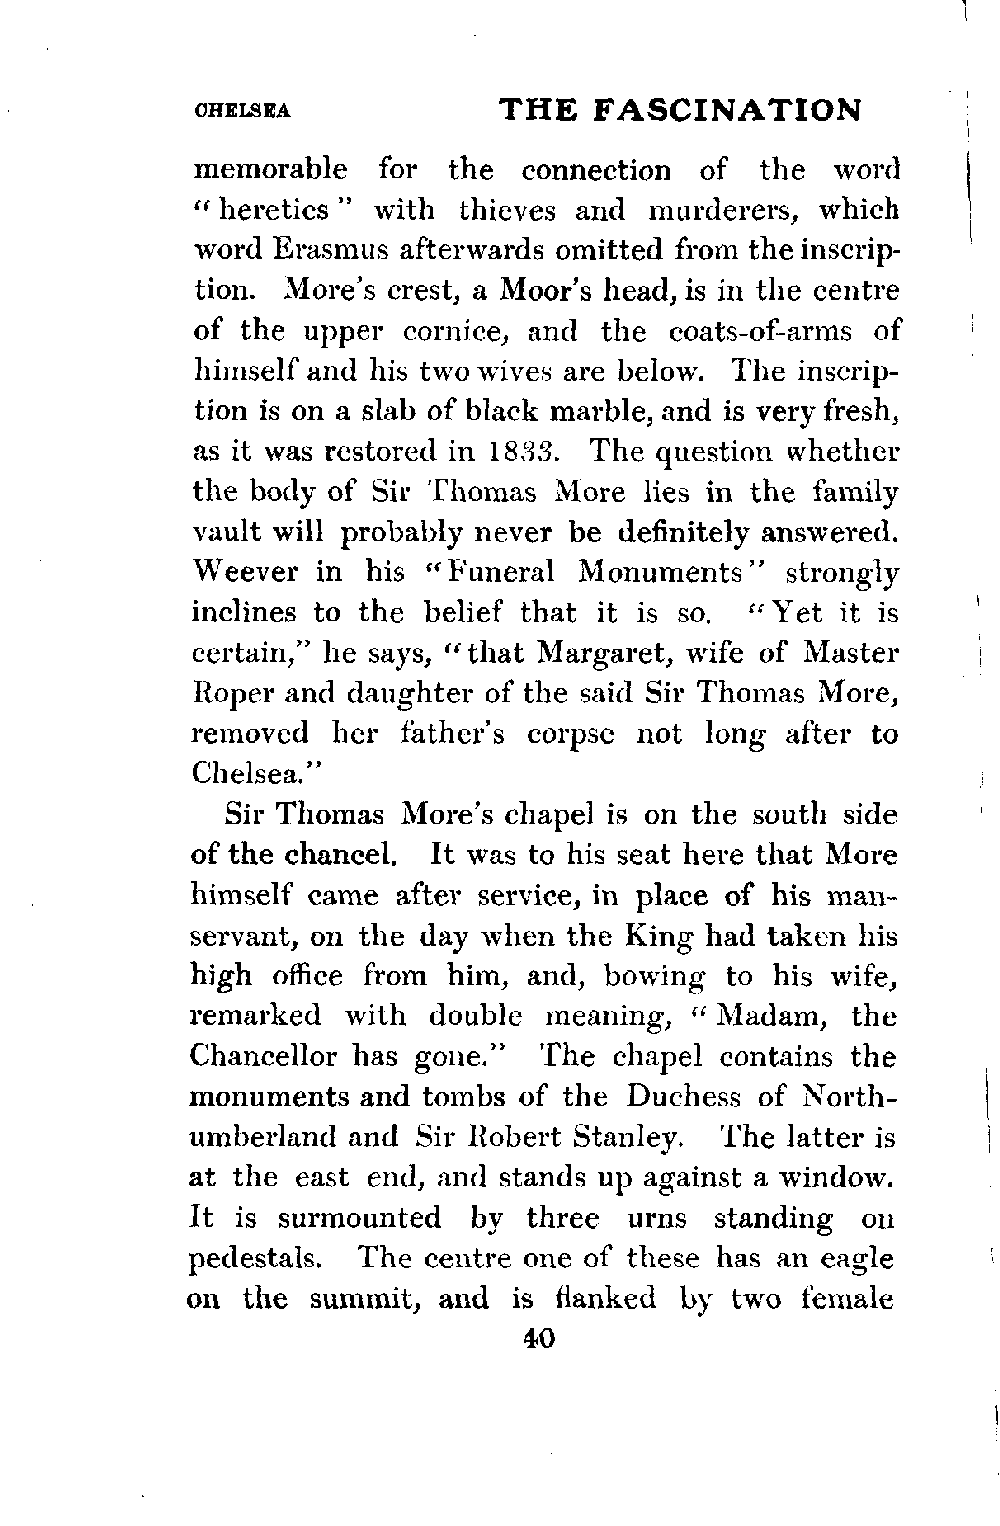 CHELSEA THE FASCINATION
memorable for the connection of the word
“heretics” with thieves and murderers, which
word Erasmus afterwards omitted from the inscrip-
tion. More's crest, a Moor's head, is in the centre
of the upper cornice, and the coats-of-arms of
himself and his two wives are below. The inscrip-
tion is on a slab of black marble, and is very fresh,
as it was restored in 1833. The question whether
the body of Sir Thomas More lies in the family
vault will probably never be definitely answered.
Weever in his “Funeral Monuments” strongly
inclines to the belief that it is so. “Yet it is
certain,” he says, “that Margaret, wife of Master
Roper and daughter of the said Sir Thomas More,
removed her father's corpse not long after to
Chelsea.”
Sir Thomas More's chapel is on the south side
of the chancel. It was to his seat here that More
himself came after service, in place of his man-
servant, on the day when the King had taken his
high office from him, and, bowing to his wife,
remarked with double meaning, “Madam, the
Chancellor has gone.” The chapel contains the
monuments and tombs of the Duchess of North-
umberland and Sir Robert Stanley. The latter is
at the east end, and stands up against a window.
It is surmounted by three urns standing on
pedestals. The centre one of these has an eagle
on the summit, and is flanked by two female
40